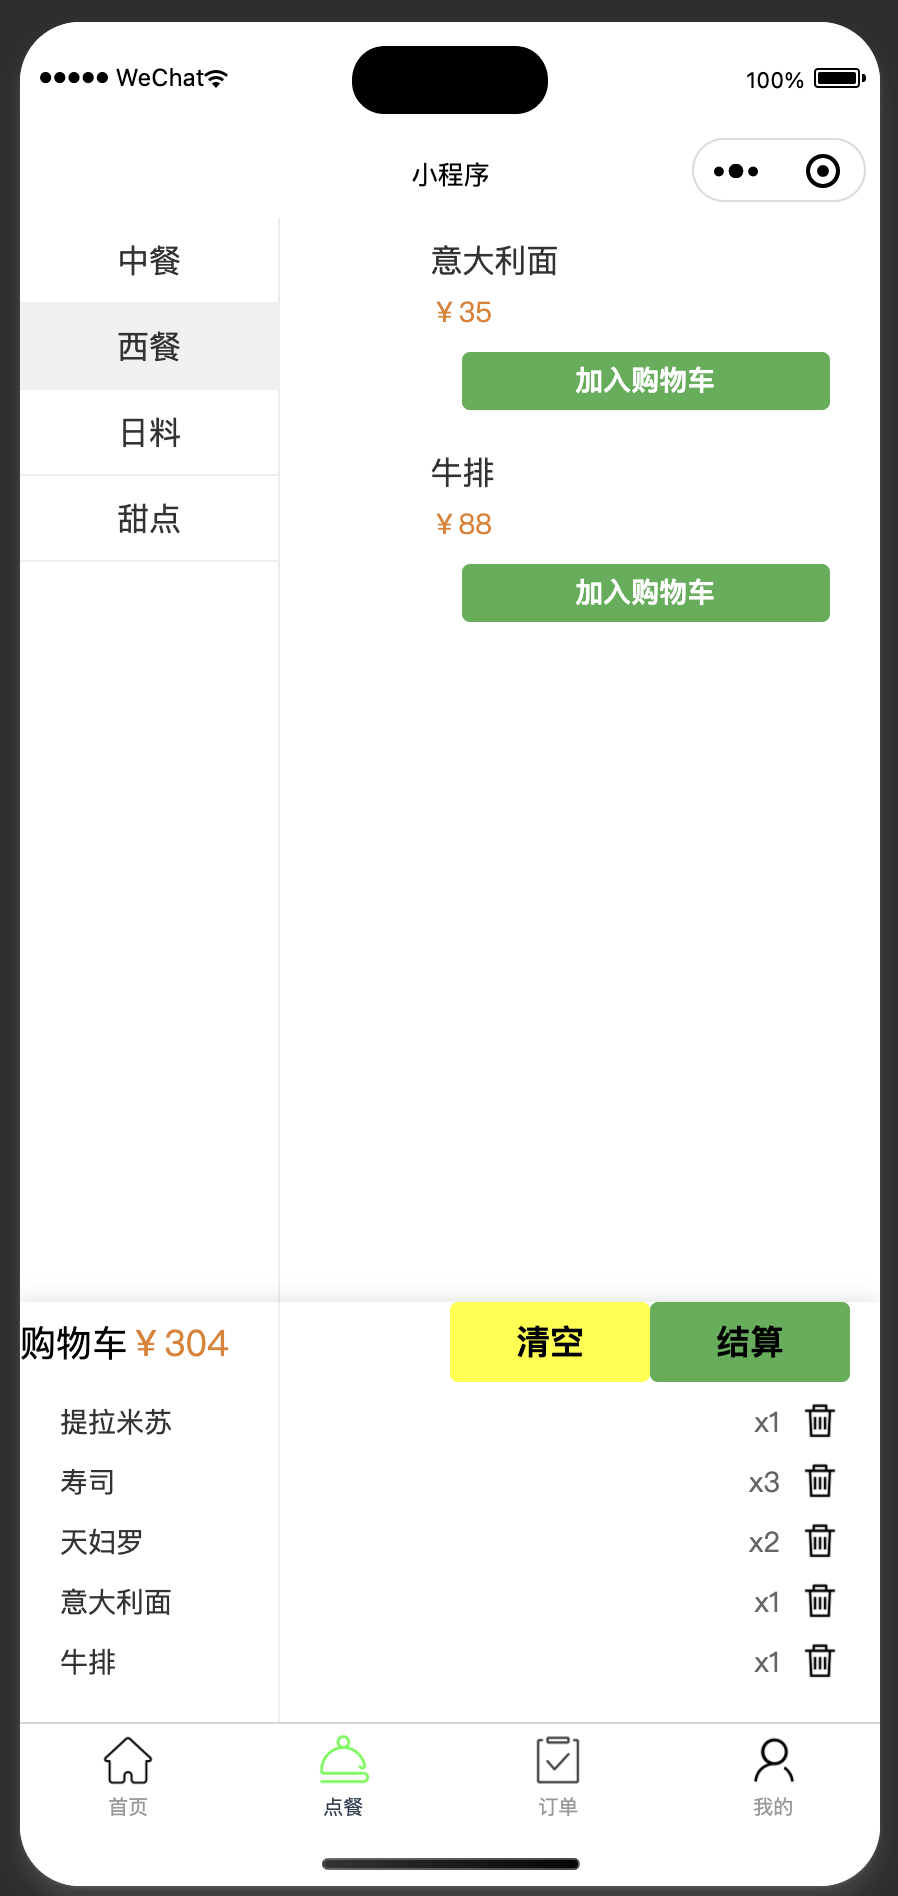 WeChat
100%
小程序
中餐
西餐
日料
甜点
意大利面
¥ 35
加入购物车
牛排
¥ 88
加入购物车
购物车 ¥ 304
清空
结算
提拉米苏 x1
寿司 x3
天妇罗 x2
意大利面 x1
牛排 x1
首页
点餐
订单
我的